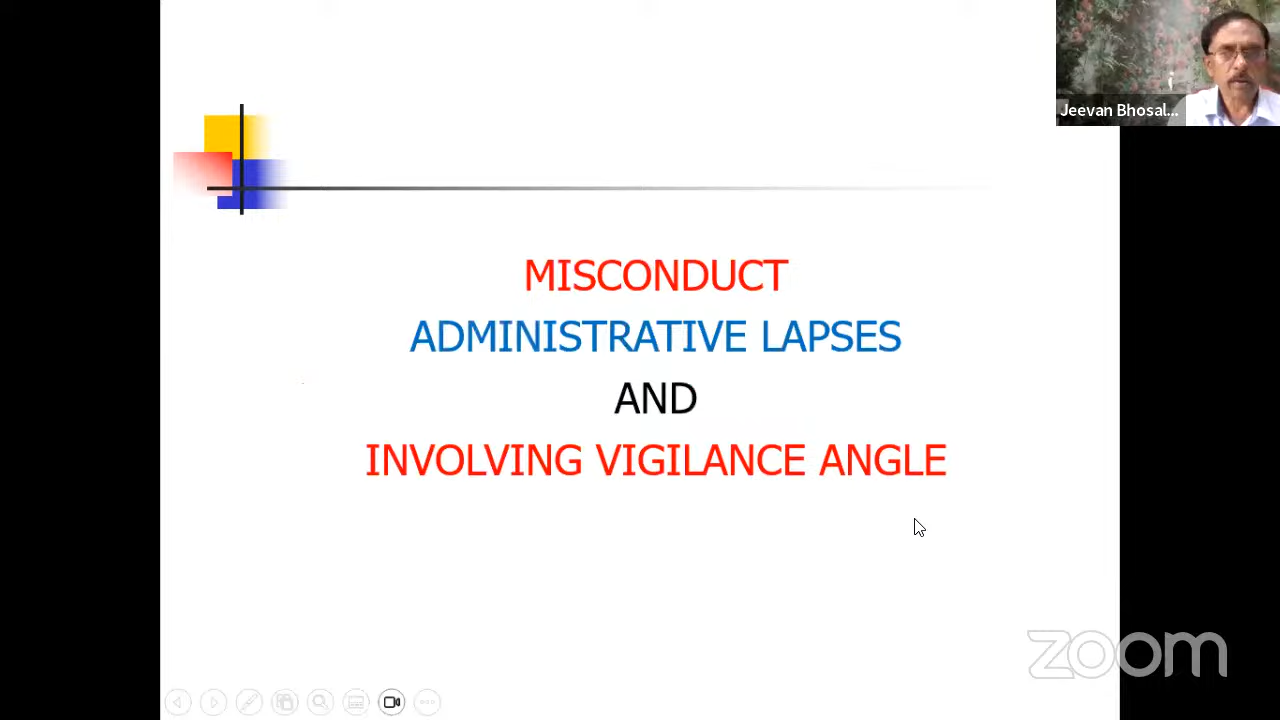 Jeevan Bhosal...
MISCONDUCT
ADMINISTRATIVE LAPSES
AND
INVOLVING VIGILANCE ANGLE
zoom